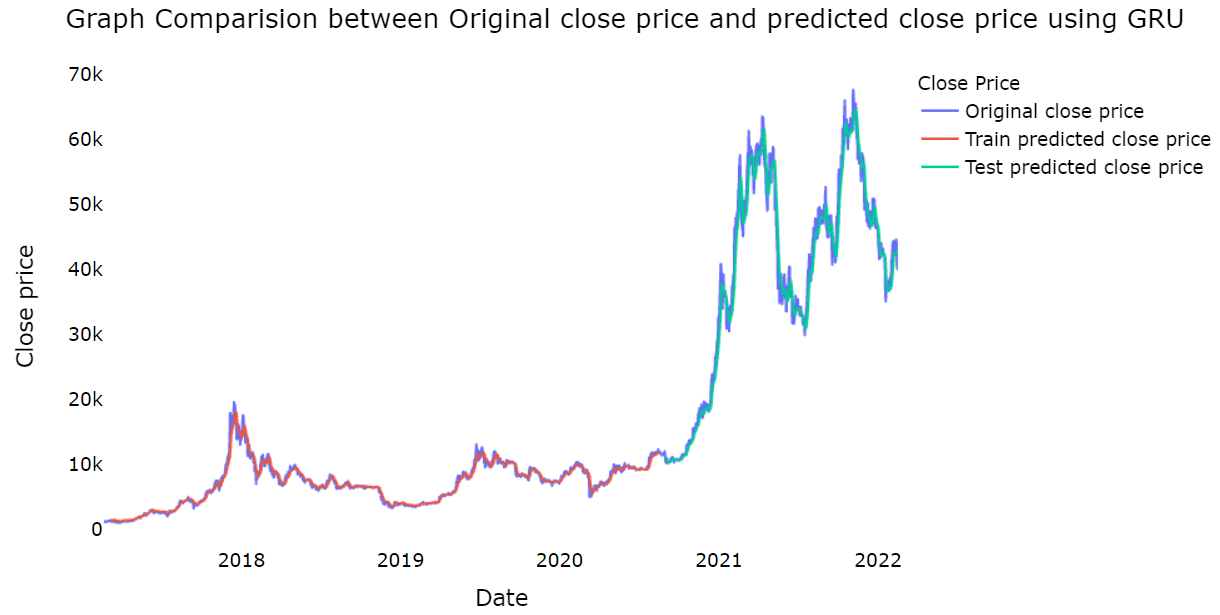 Graph Comparision between Original close price and predicted close price using GRU
70k
60k
50k
40k
30k
20k
10k
0
Close price
2018
2019
2020
2021
2022
Date
Close Price
Original close price
Train predicted close price
Test predicted close price